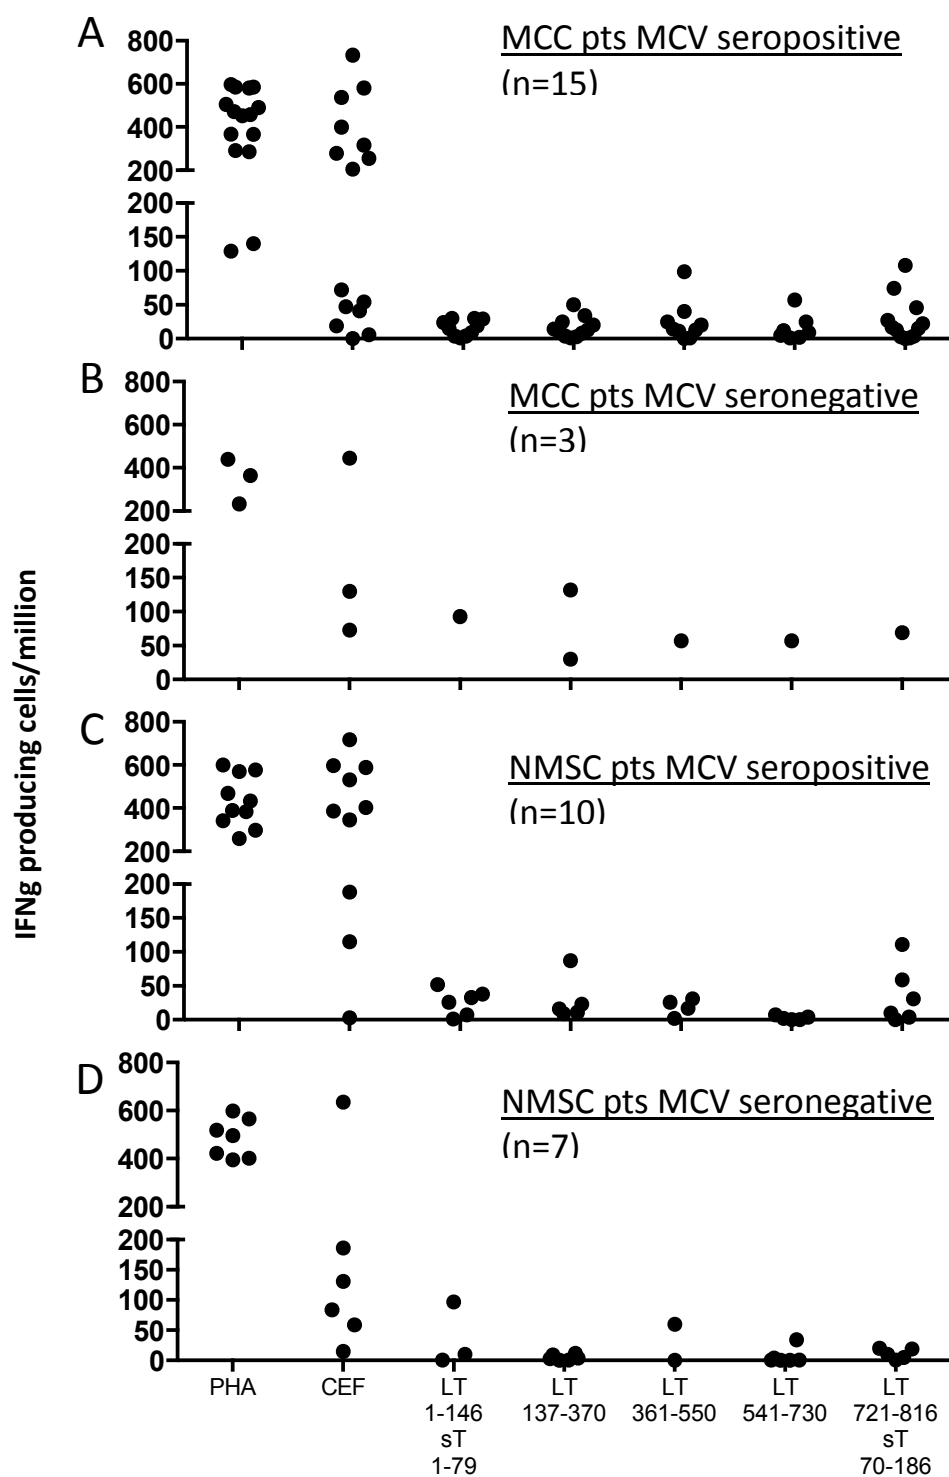 A
MCC pts MCV seropositive
(n=15)
800
600
400
200
200
150
100
50
0
B
MCC pts MCV seronegative
(n=3)
800
600
400
200
200
150
100
50
0
IFNg producing cells/million
C
NMSC pts MCV seropositive
(n=10)
800
600
400
200
200
150
100
50
0
D
NMSC pts MCV seronegative
(n=7)
800
600
400
200
200
150
100
50
0
PHA
CEF
LT
1-146
sT
1-79
LT
137-370
LT
361-550
LT
541-730
LT
721-816
sT
70-186